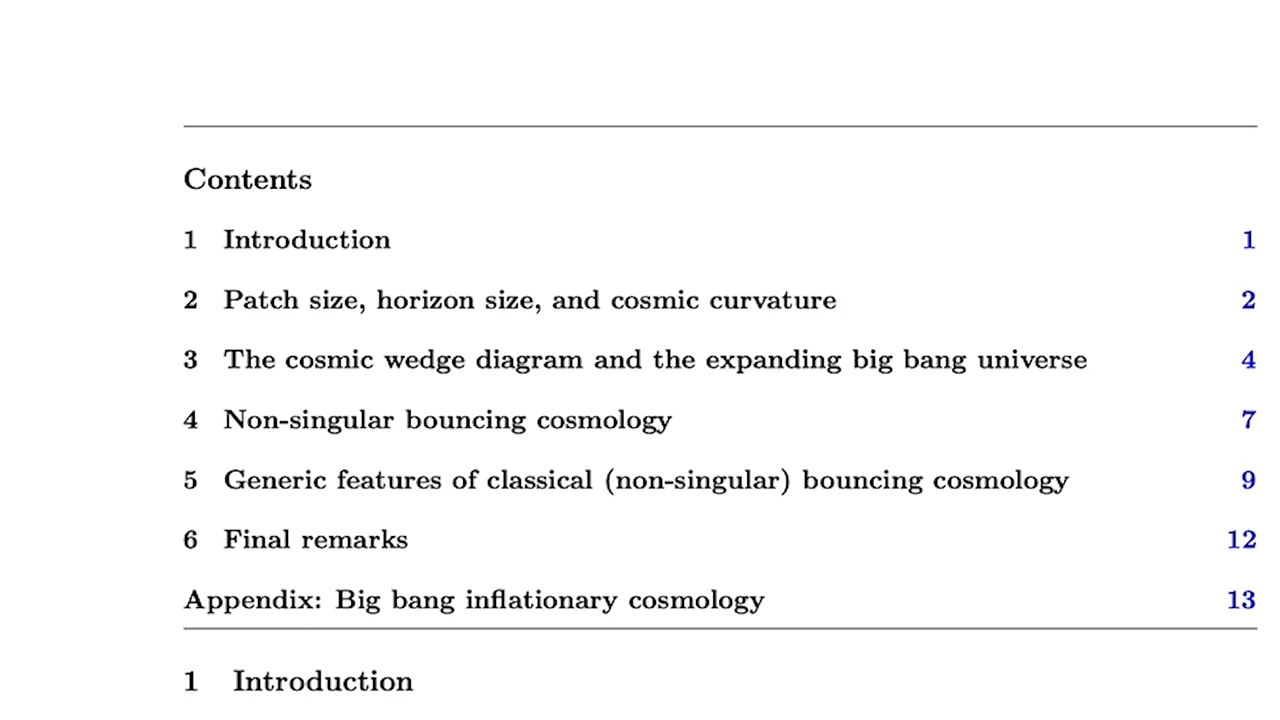 Contents
1 Introduction 1
2 Patch size, horizon size, and cosmic curvature 2
3 The cosmic wedge diagram and the expanding big bang universe 4
4 Non-singular bouncing cosmology 7
5 Generic features of classical (non-singular) bouncing cosmology 9
6 Final remarks 12
Appendix: Big bang inflationary cosmology 13
1 Introduction